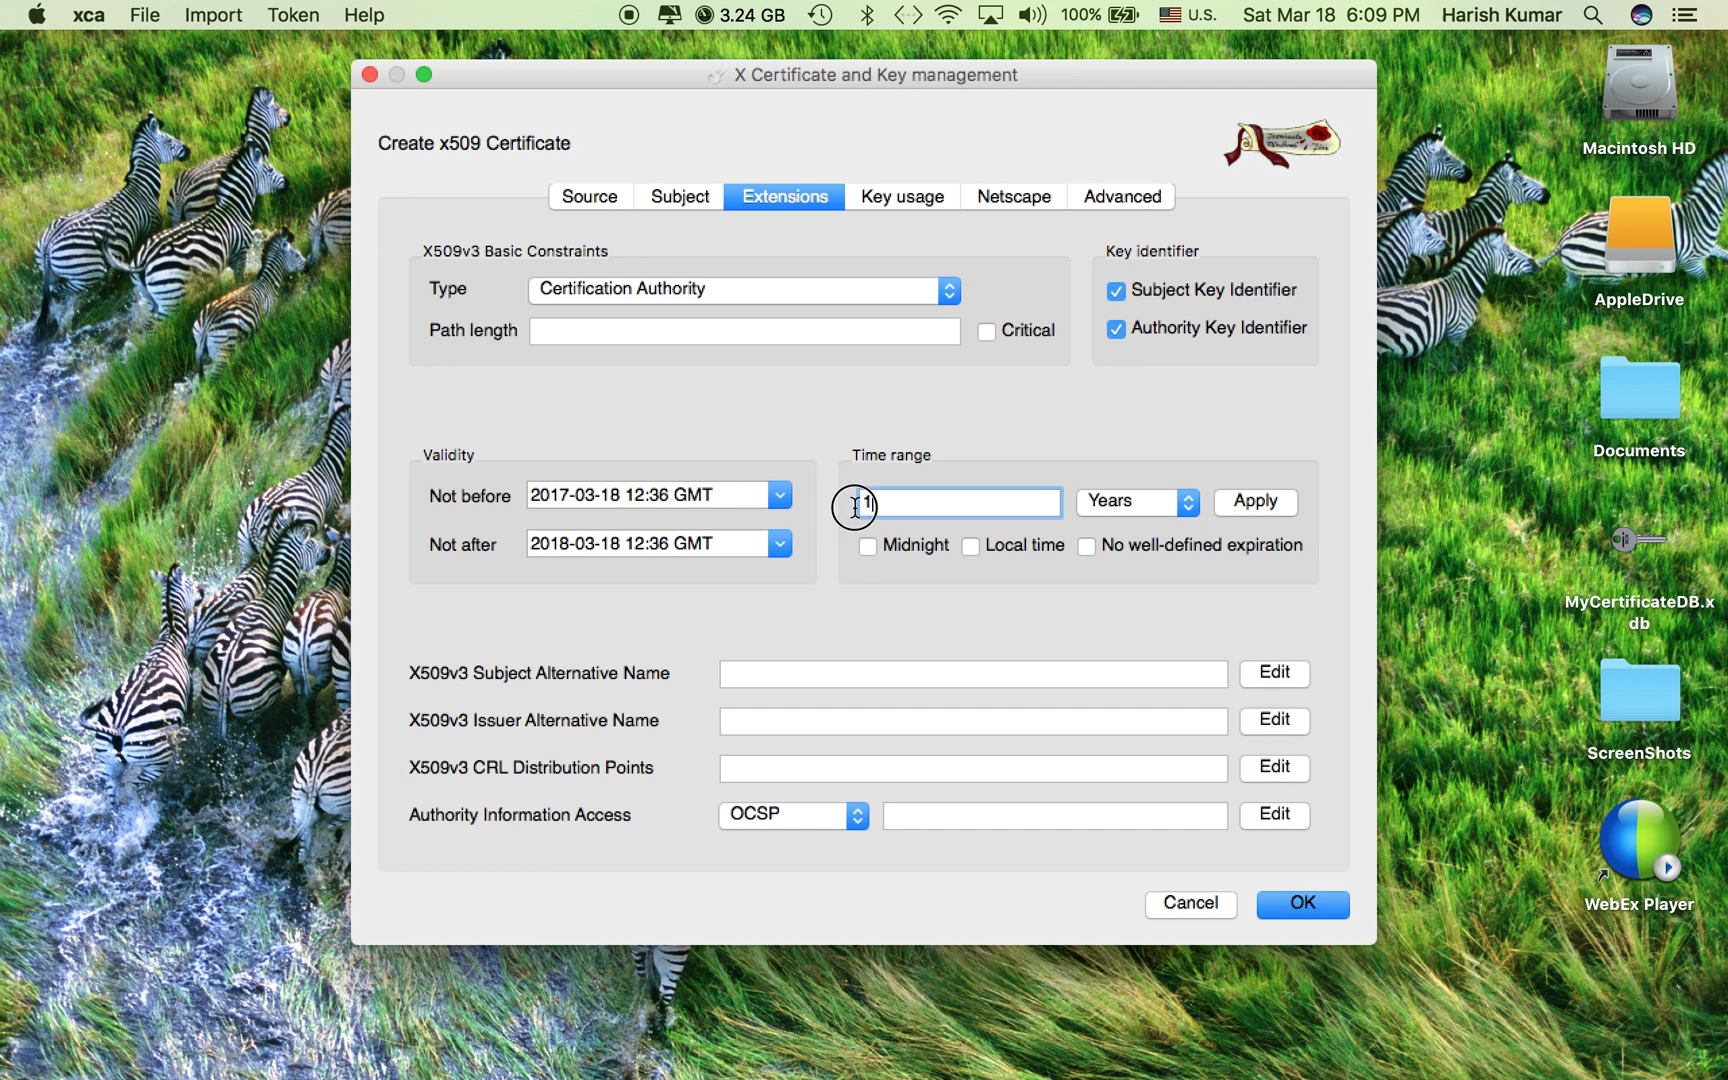 xca File Import Token Help 3.24 GB 100% U.S. Sat Mar 18 6:09 PM Harish Kumar
X Certificate and Key management
Create x509 Certificate
Source Subject Extensions Key usage Netscape Advanced
X509v3 Basic Constraints
Type Certification Authority
Path length Critical
Key identifier
Subject Key Identifier
Authority Key Identifier
Validity
Not before 2017-03-18 12:36 GMT
Not after 2018-03-18 12:36 GMT
Time range
1 Years Apply
Midnight Local time No well-defined expiration
X509v3 Subject Alternative Name Edit
X509v3 Issuer Alternative Name Edit
X509v3 CRL Distribution Points Edit
Authority Information Access OCSP Edit
Cancel OK
Macintosh HD
AppleDrive
Documents
MyCertificateDB.x
db
ScreenShots
WebEx Player